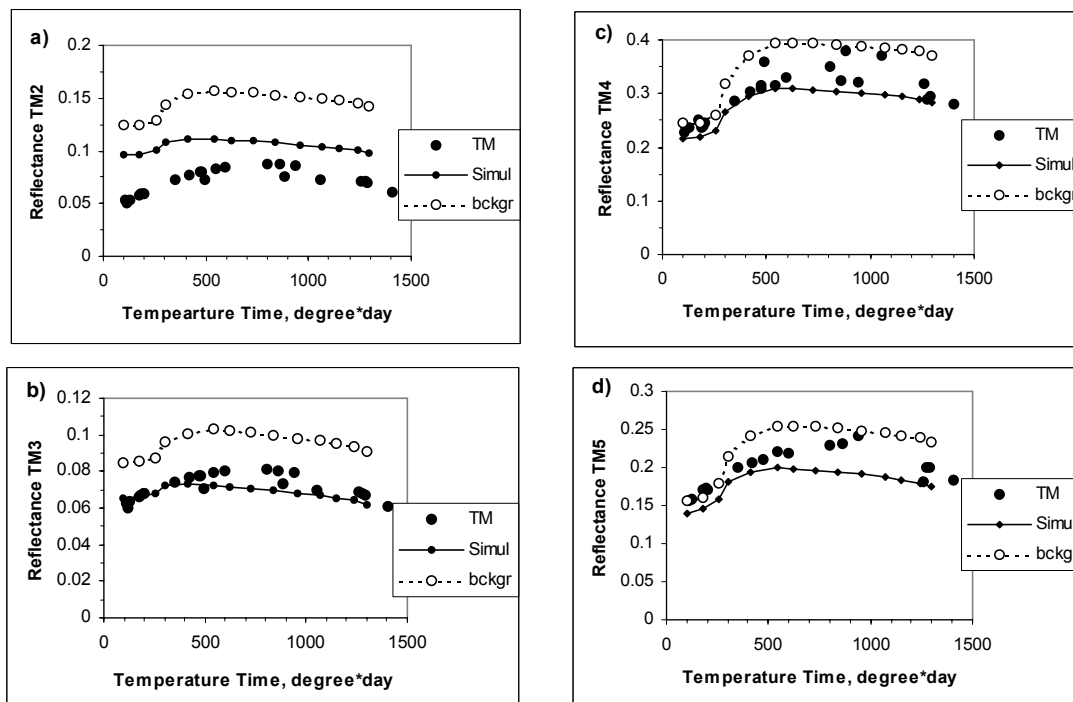 a)
0.2
0.15
0.1
0.05
0
Reflectance TM2
0 500 1000 1500
Tempearture Time, degree*day
TM
Simul
bckgr
c)
0.4
0.3
0.2
0.1
0
Reflectance TM4
0 500 1000 1500
Temperature Time, degree*day
TM
Simul
bckgr
b)
0.12
0.1
0.08
0.06
0.04
0.02
0
Reflectance TM3
0 500 1000 1500
Temperature Time, degree*day
TM
Simul
bckgr
d)
0.3
0.25
0.2
0.15
0.1
0.05
0
Reflectance TM5
0 500 1000 1500
Temperature Time, degree*day
TM
Simul
bckgr